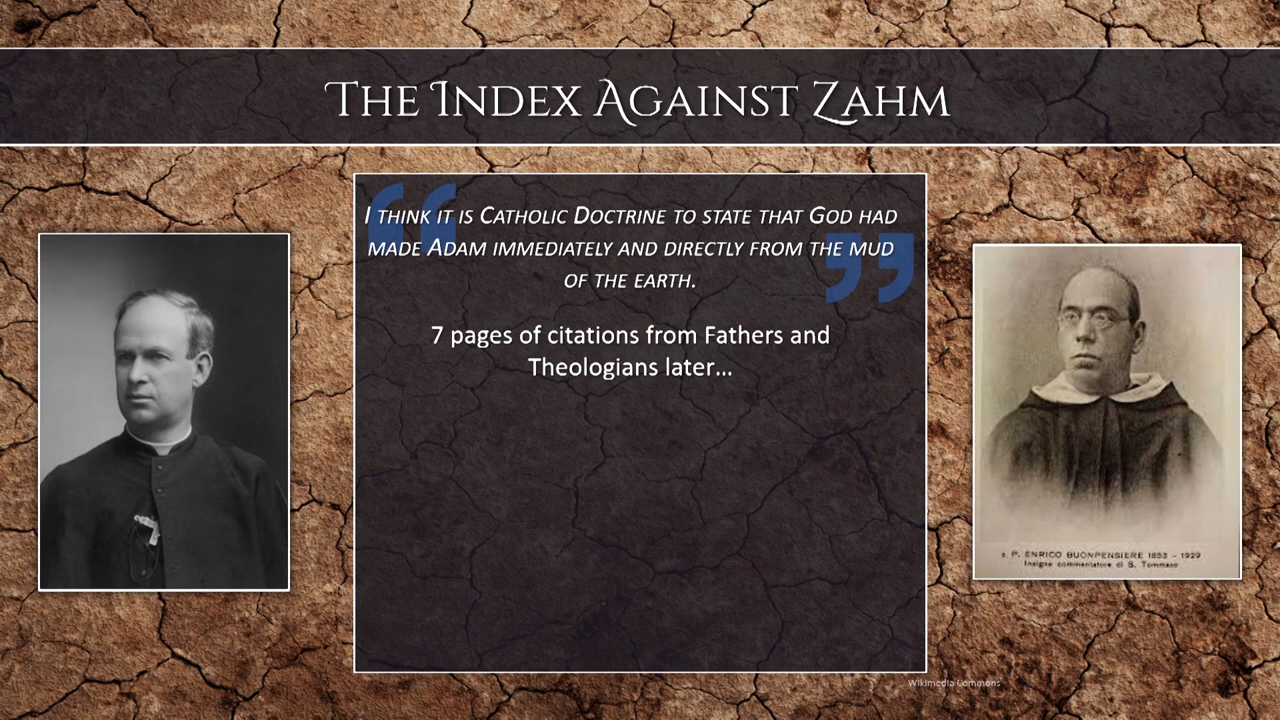 The Index Against Zahm
“
I think it is Catholic Doctrine to state that God had
made Adam immediately and directly from the mud
of the earth.
”
7 pages of citations from Fathers and
Theologians later...
P. ENRICO BUONPENSIERE 1853 - 1929
Insigne commentatore di S. Tommaso
Wikimedia Commons